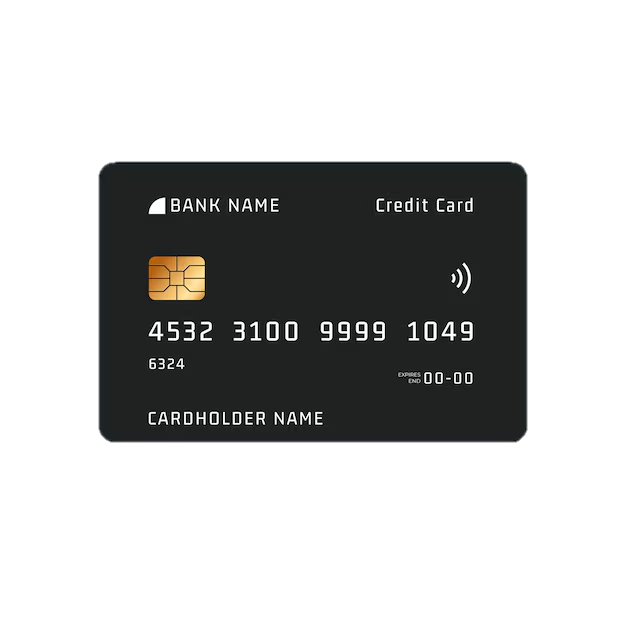 BANK NAME Credit Card
4532 3100 9999 1049
6324
EXPIRES END 00-00
CARDHOLDER NAME